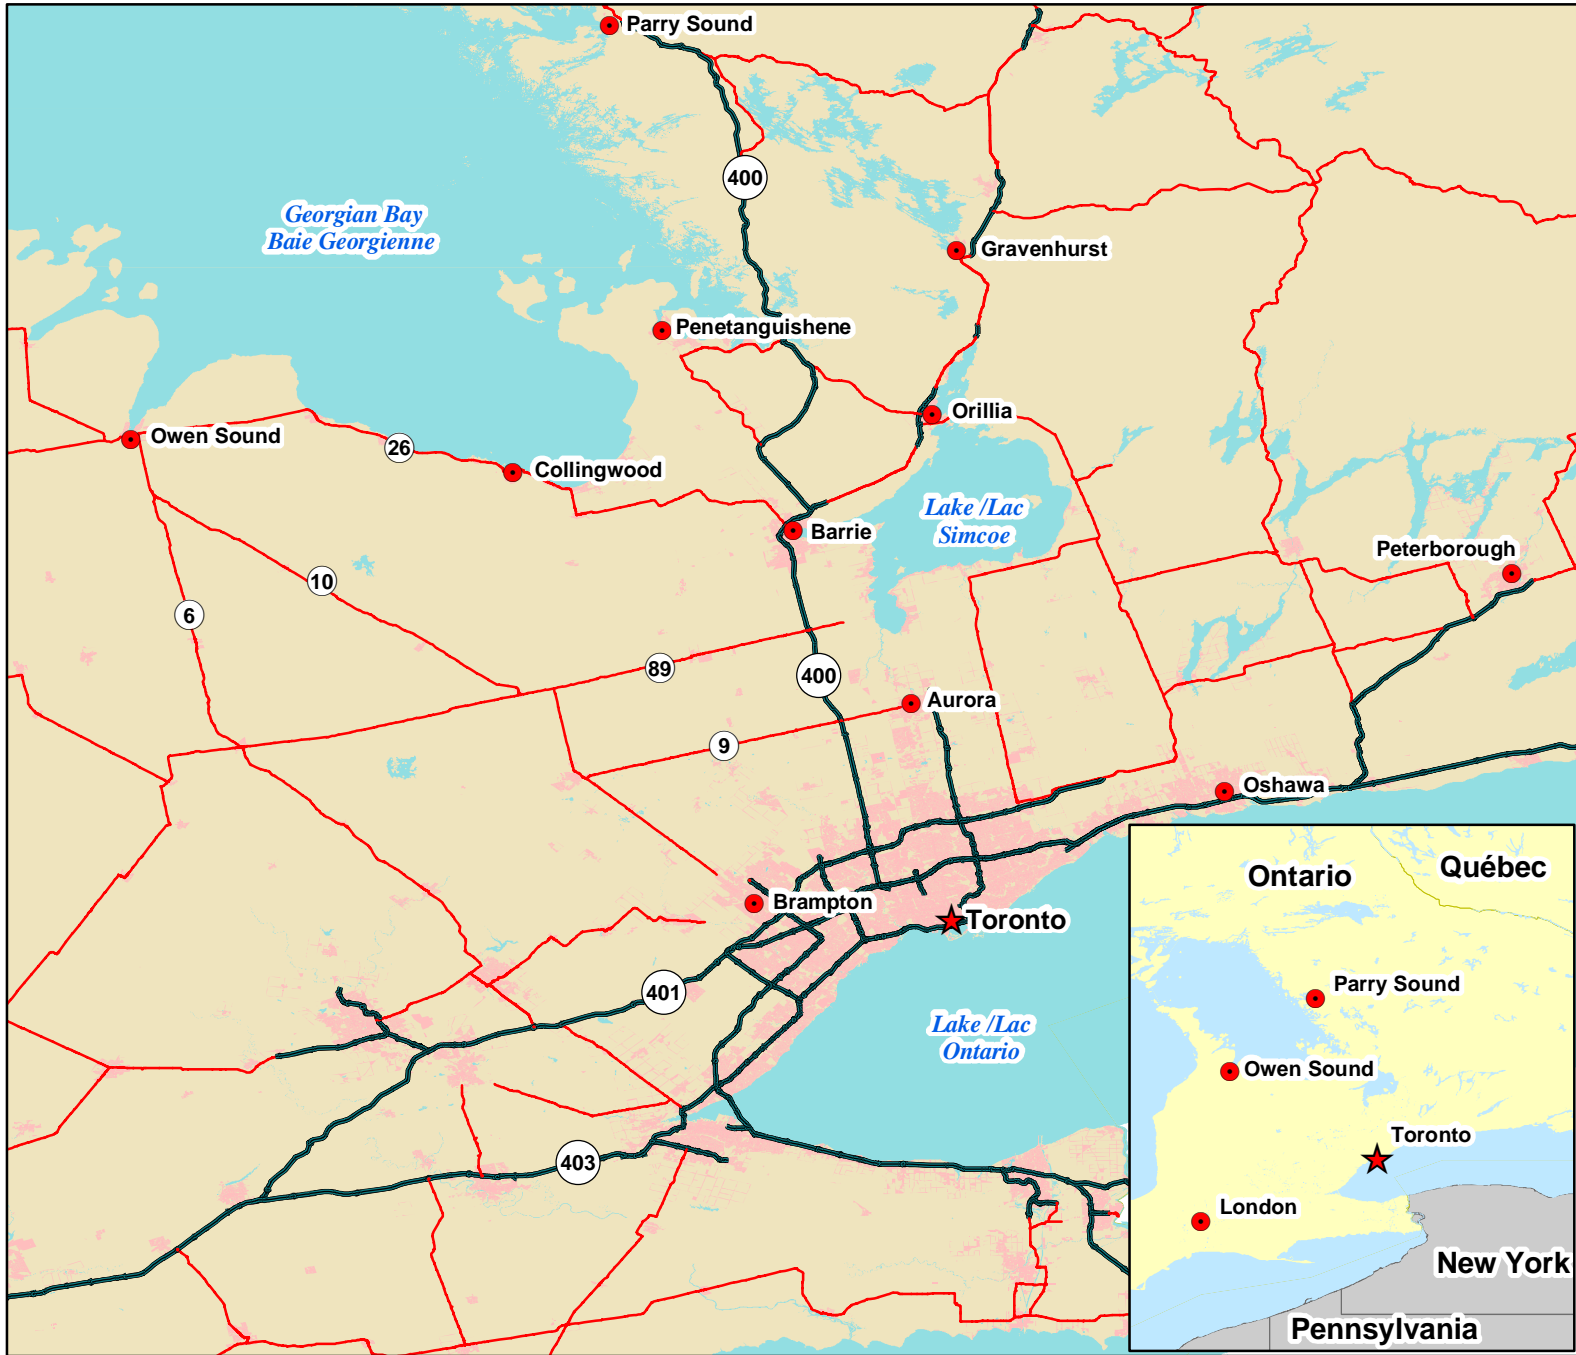 Parry Sound
400
Georgian Bay
Baie Georgienne
Gravenhurst
Penetanguishene
Orillia
Owen Sound
26
Collingwood
Lake /Lac
Simcoe
Barrie
Peterborough
10
6
89
400
Aurora
9
Oshawa
Brampton
Toronto
401
Lake /Lac
Ontario
403
Ontario
Québec
Parry Sound
Owen Sound
Toronto
London
New York
Pennsylvania